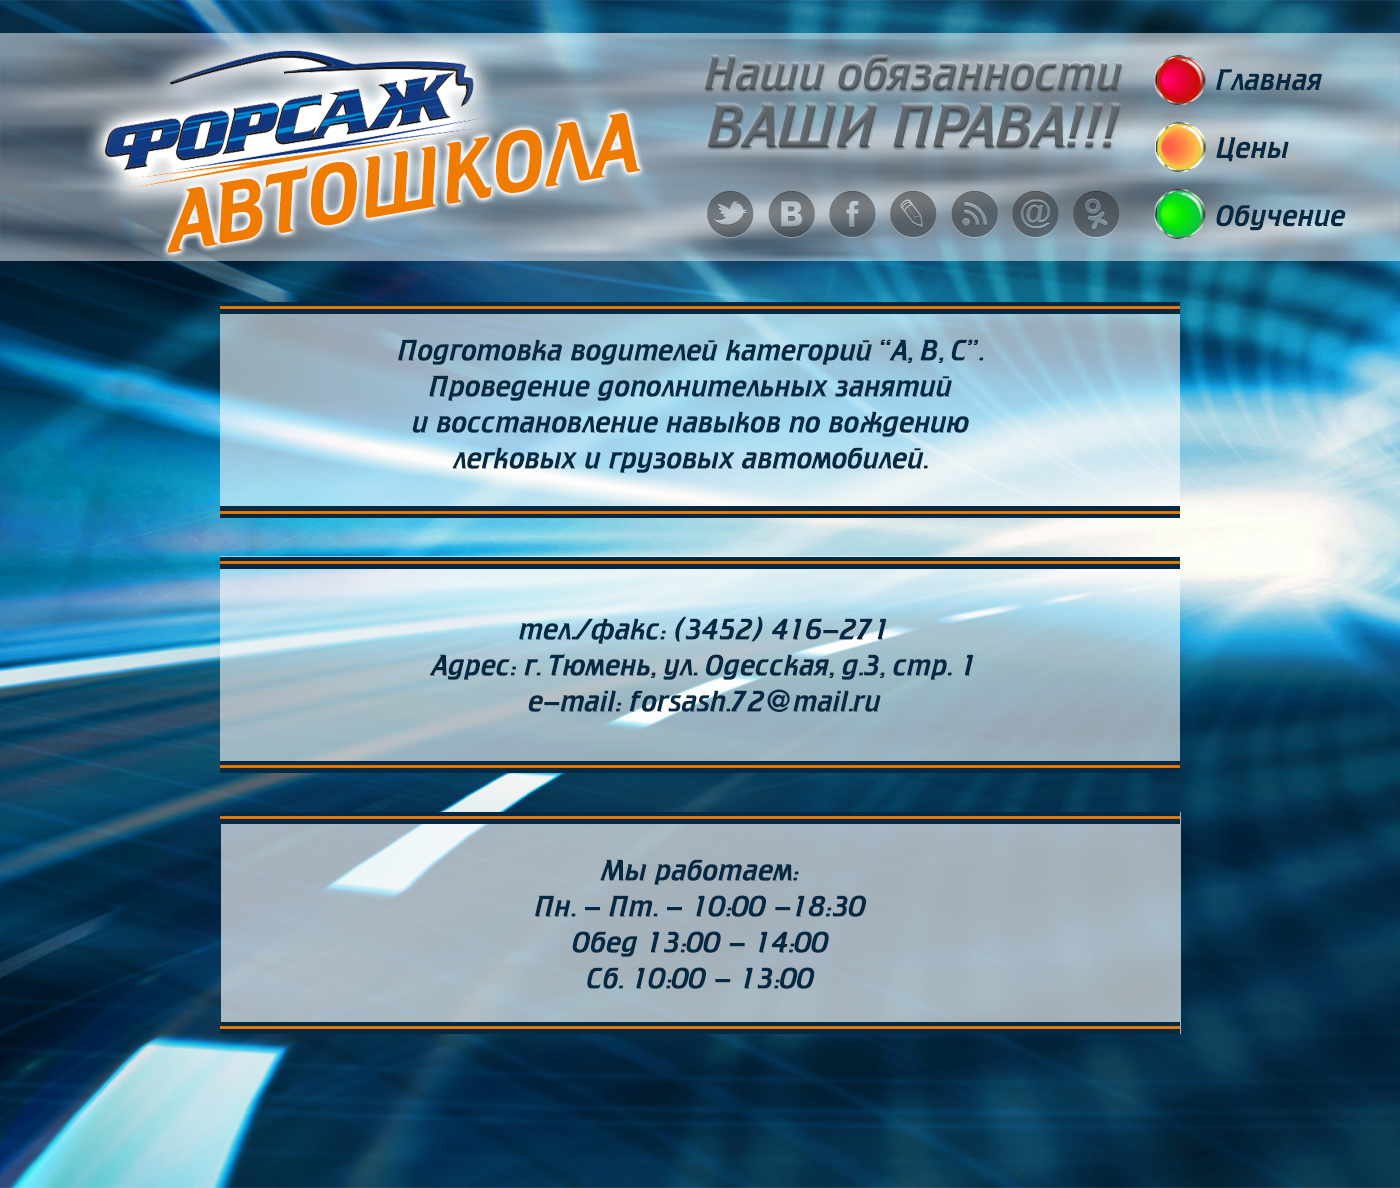 ФОРСАЖ
АВТОШКОЛА
Наши обязанности
ВАШИ ПРАВА!!!
Главная
Цены
Обучение
Подготовка водителей категорий “А, В, С”.
Проведение дополнительных занятий
и восстановление навыков по вождению
легковых и грузовых автомобилей.
тел./факс: (3452) 416-271
Адрес: г. Тюмень, ул. Одесская, д.3, стр. 1
e-mail: forsash.72@mail.ru
Мы работаем:
Пн. - Пт. - 10:00 -18:30
Обед 13:00 - 14:00
Сб. 10:00 - 13:00